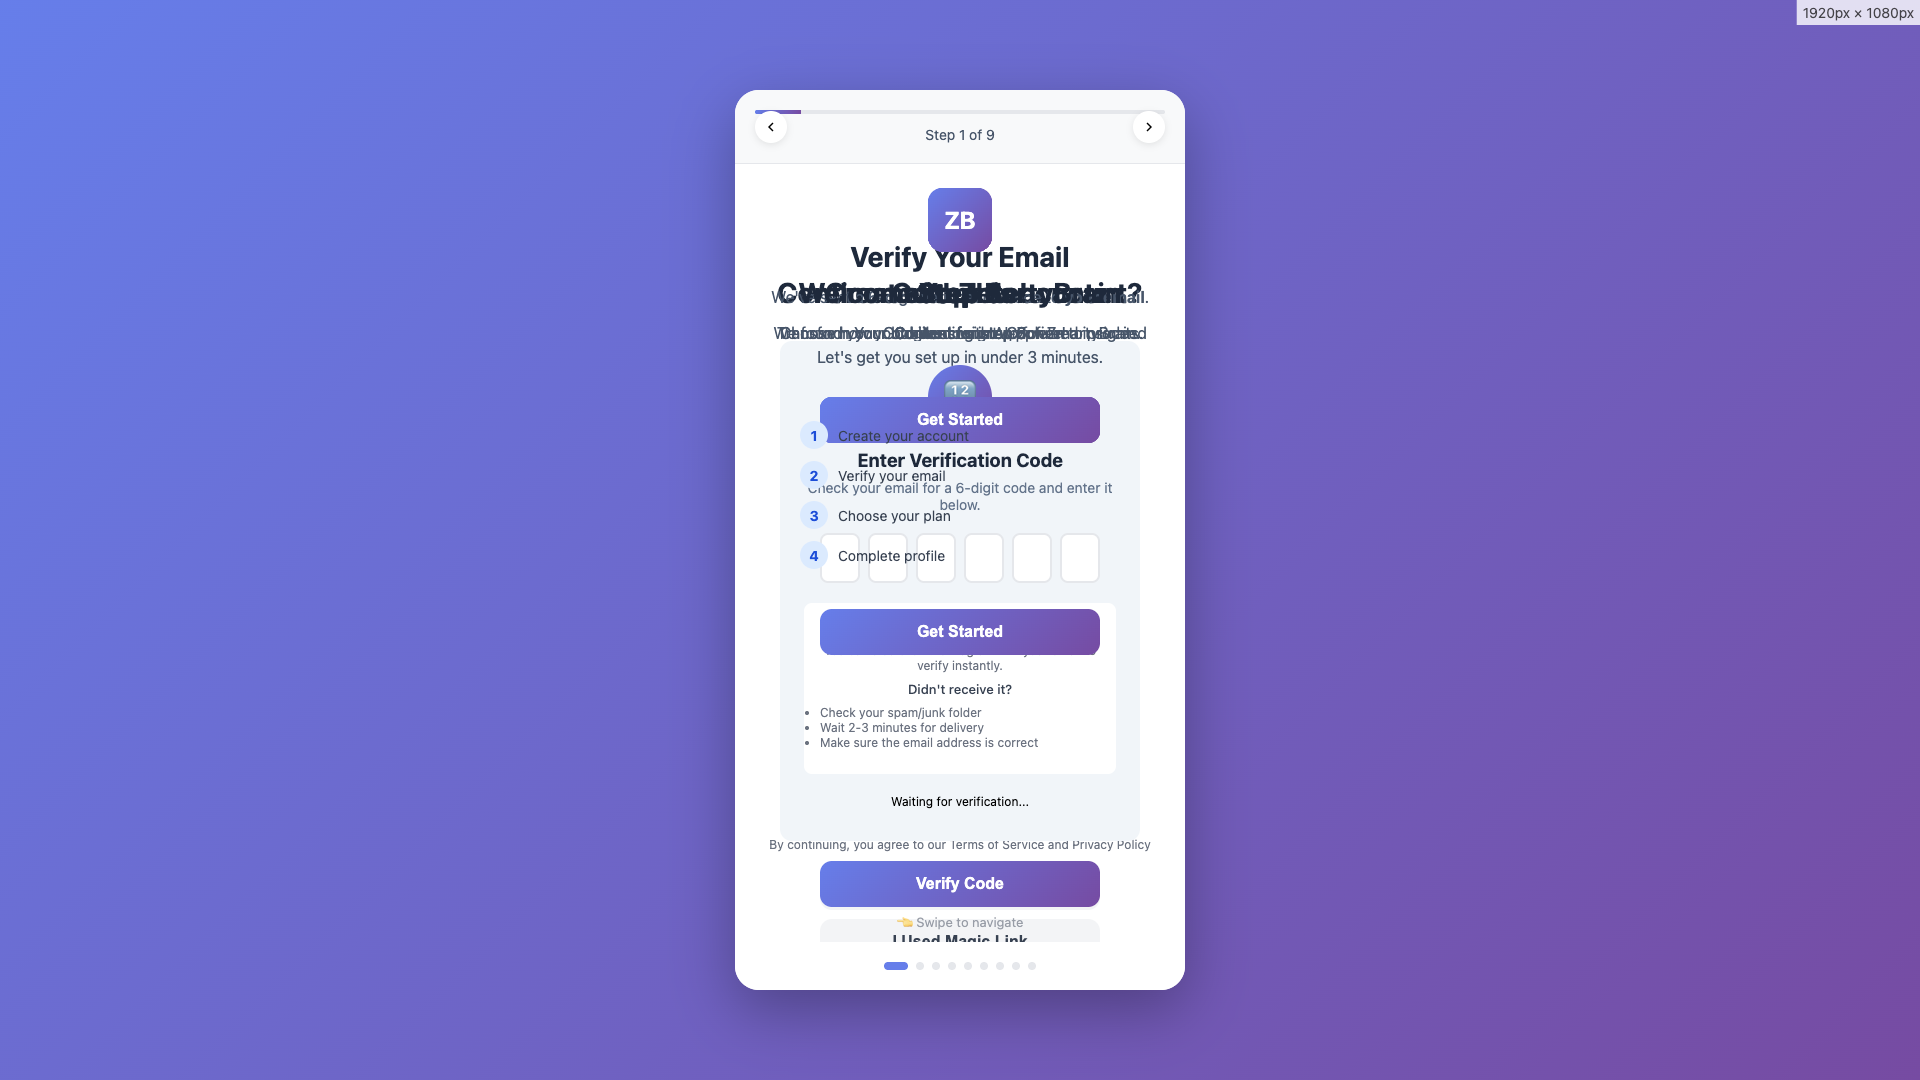 1920px × 1080px
Step 1 of 9
ZB
Verify Your Email
Let's get you set up in under 3 minutes.
12
Get Started
1 Create your account
Enter Verification Code
2 Verify your email
Check your email for a 6-digit code and enter it
below.
3 Choose your plan
4 Complete profile
Get Started
verify instantly.
Didn't receive it?
• Check your spam/junk folder
• Wait 2-3 minutes for delivery
• Make sure the email address is correct
Waiting for verification...
By continuing, you agree to our Terms of Service and Privacy Policy
Verify Code
👈 Swipe to navigate
I Used Magic Link